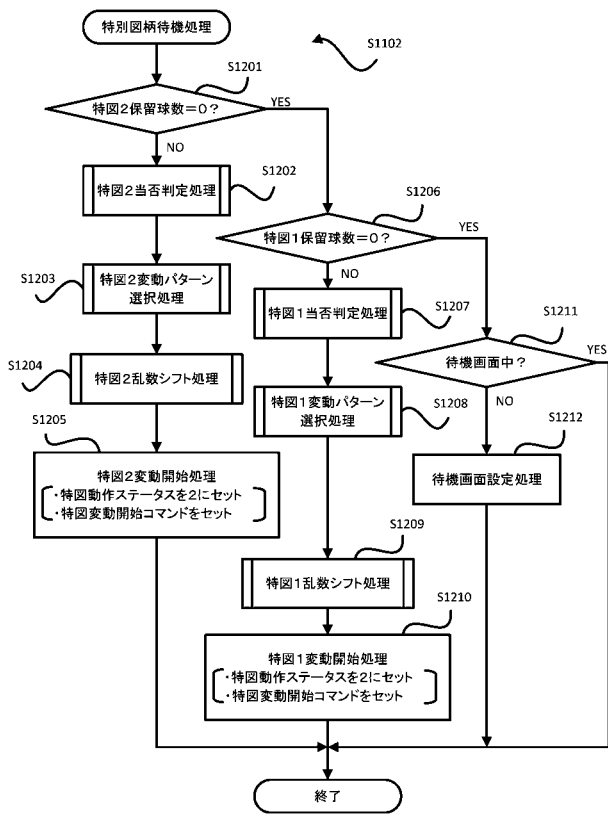 特別図柄待機処理
S1102
S1201
特図2保留球数＝0？
YES
NO
S1202
特図2当否判定処理
S1203
特図2変動パターン
選択処理
S1204
特図2乱数シフト処理
S1205
特図2変動開始処理
・特図動作ステータスを2にセット
・特図変動開始コマンドをセット
S1206
特図1保留球数＝0？
YES
NO
S1207
特図1当否判定処理
特図1変動パターン
選択処理
S1208
S1209
特図1乱数シフト処理
S1210
特図1変動開始処理
・特図動作ステータスを2にセット
・特図変動開始コマンドをセット
S1211
待機画面中？
YES
NO
S1212
待機画面設定処理
終了